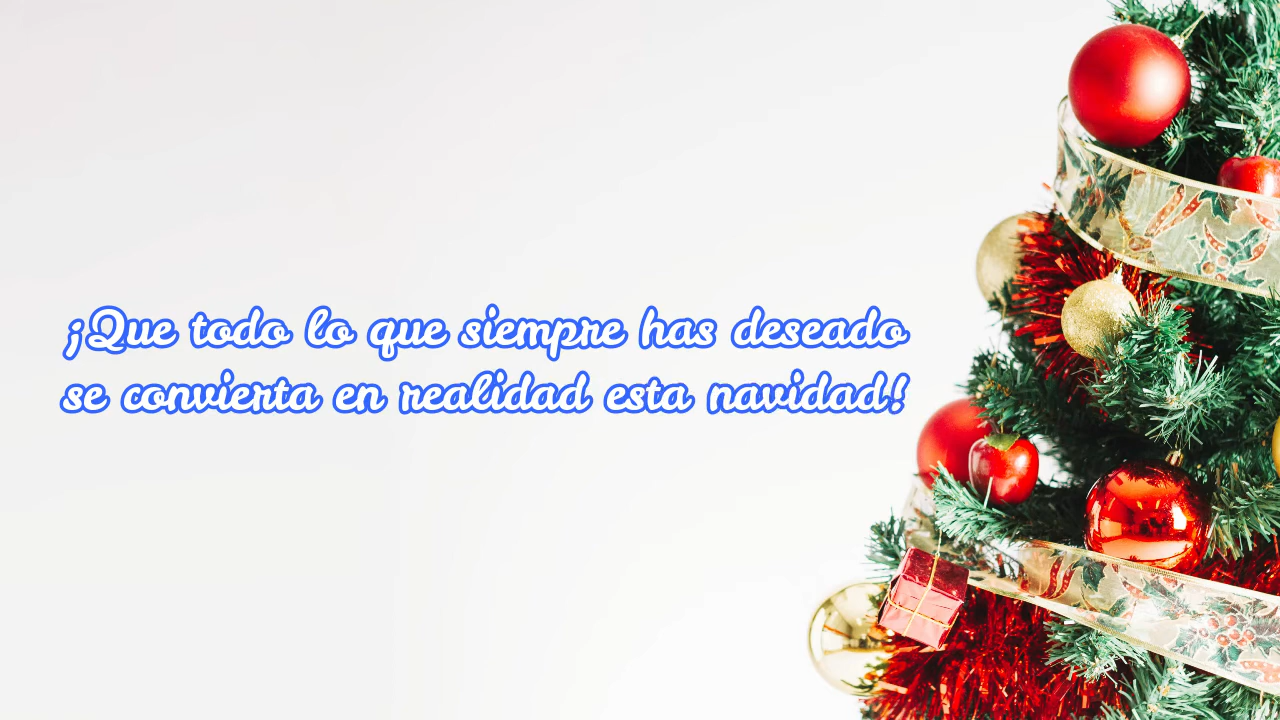 ¡Que todo lo que siempre has deseado
se convierta en realidad esta navidad!